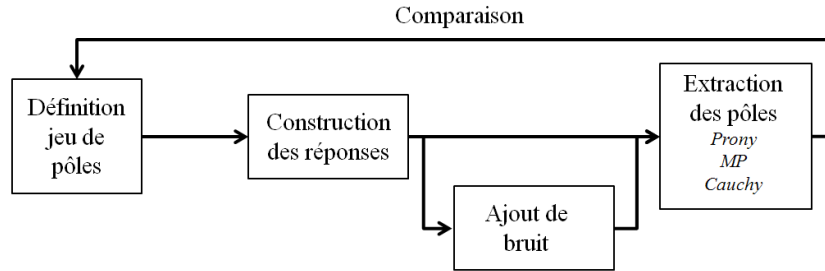 Comparaison
Définition
jeu de
pôles
Construction
des réponses
Extraction
des pôles
Prony
MP
Cauchy
Ajout de
bruit